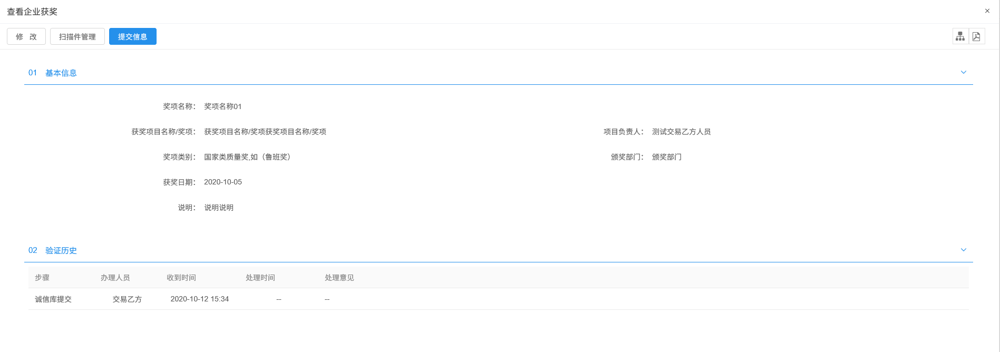 查看企业获奖
修 改 扫描件管理 提交信息
01 基本信息
奖项名称： 奖项名称01
获奖项目名称/奖项： 获奖项目名称/奖项获奖项目名称/奖项 项目负责人： 测试交易乙方人员
奖项类别： 国家类质量奖,如（鲁班奖） 颁奖部门： 颁奖部门
获奖日期： 2020-10-05
说明： 说明说明
02 验证历史
步骤 办理人员 收到时间 处理时间 处理意见
诚信库提交 交易乙方 2020-10-12 15:34 -- --